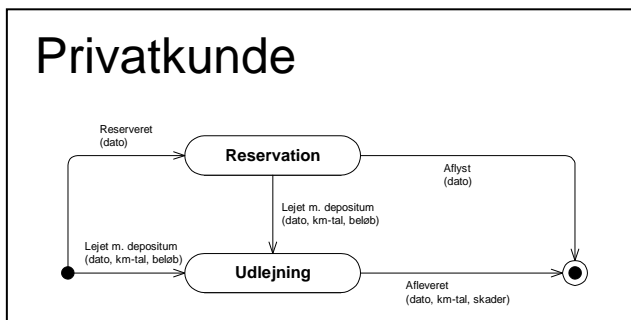 Privatkunde
Reserveret
(dato)
Reservation
Aflyst
(dato)
Lejet m. depositum
(dato, km-tal, beløb)
Lejet m. depositum
(dato, km-tal, beløb)
Udlejning
Afleveret
(dato, km-tal, skader)